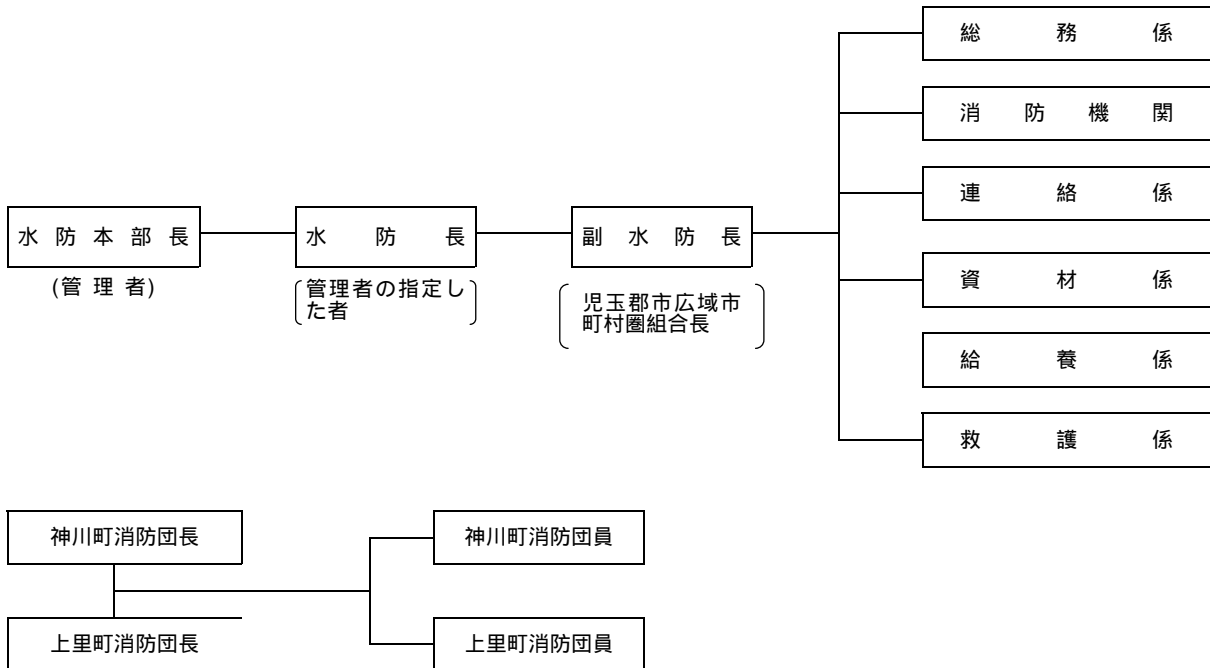 総務係
消防機関
連絡係
水防本部長
水防長
副水防長
(管理者)
管理者の指定し
た者
児玉郡市広域市
町村圏組合長
資材係
給養係
救護係
神川町消防団長
神川町消防団員
上里町消防団長
上里町消防団員